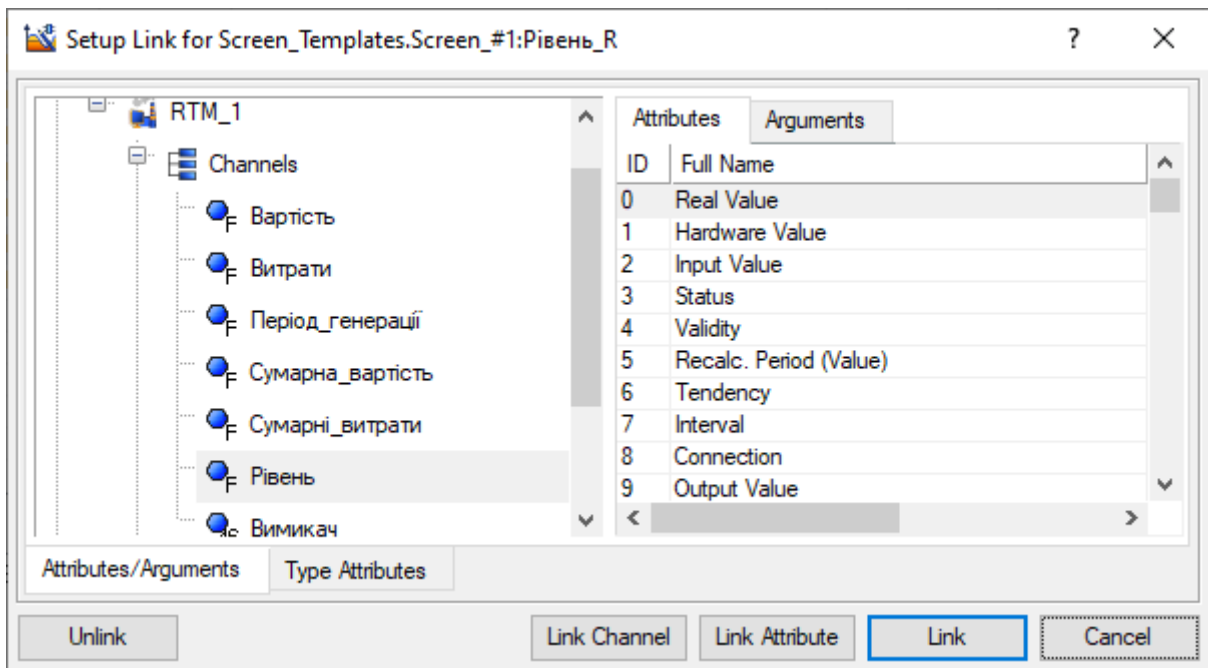 Setup Link for Screen_Templates.Screen_#1:Рівень_R
?
RTM_1
Channels
F Вартість
F Витрати
F Період_генерації
F Сумарна_вартість
F Сумарні_витрати
F Рівень
Вимикач
Attributes/Arguments Type Attributes
Attributes Arguments
ID Full Name
0 Real Value
1 Hardware Value
2 Input Value
3 Status
4 Validity
5 Recalc. Period (Value)
6 Tendency
7 Interval
8 Connection
9 Output Value
Unlink Link Channel Link Attribute Link Cancel